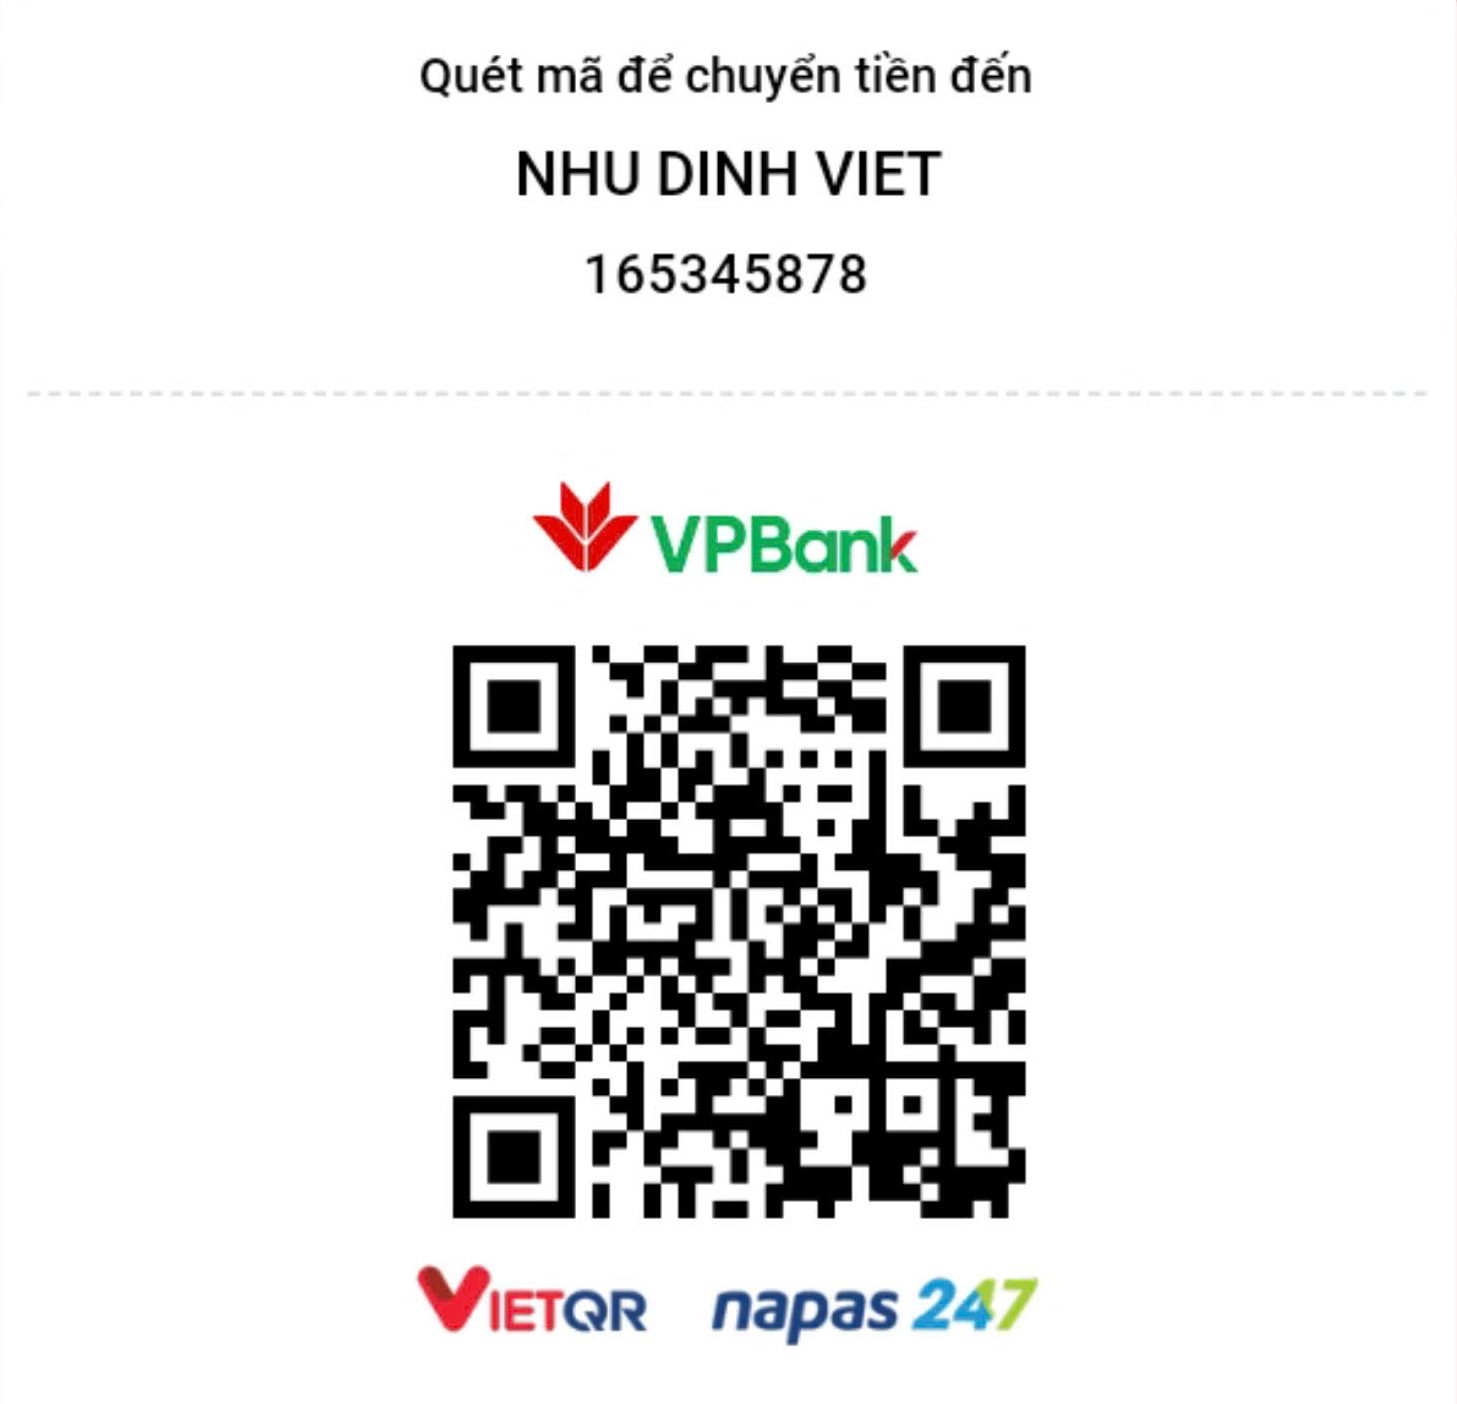 Quét mã để chuyển tiền đến
NHU DINH VIET
165345878
VPBank
VIETQR napas 247